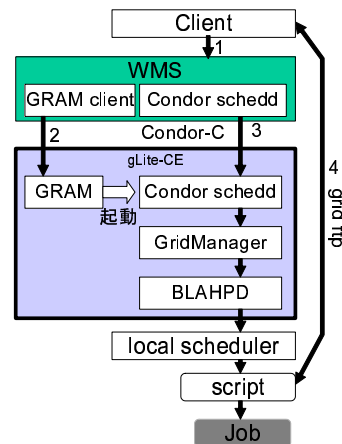 Client
1
WMS
GRAM client
Condor schedd
2
Condor-C
3
gLite-CE
GRAM
起動
Condor schedd
GridManager
BLAHPD
4 grid ftp
local scheduler
script
Job